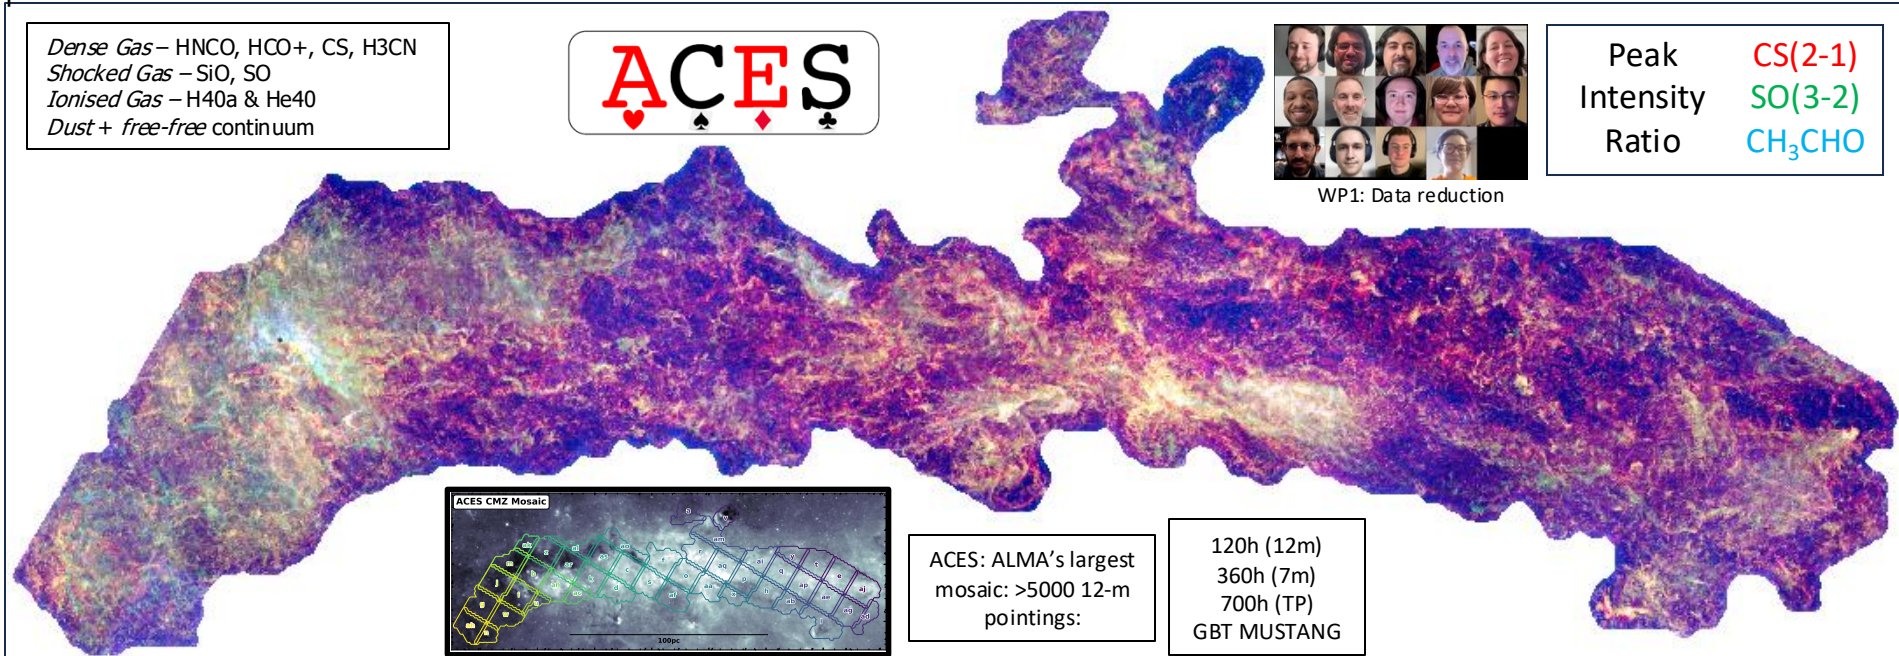 Dense Gas – HNCO, HCO+, CS, H3CN
Shocked Gas – SiO, SO
Ionised Gas – H40a & He40
Dust + free-free continuum
ACES
Peak CS(2-1)
Intensity SO(3-2)
Ratio CH₃CHO
WP1: Data reduction
ACES CMZ Mosaic
100pc
ACES: ALMA's largest
mosaic: >5000 12-m
pointings:
120h (12m)
360h (7m)
700h (TP)
GBT MUSTANG